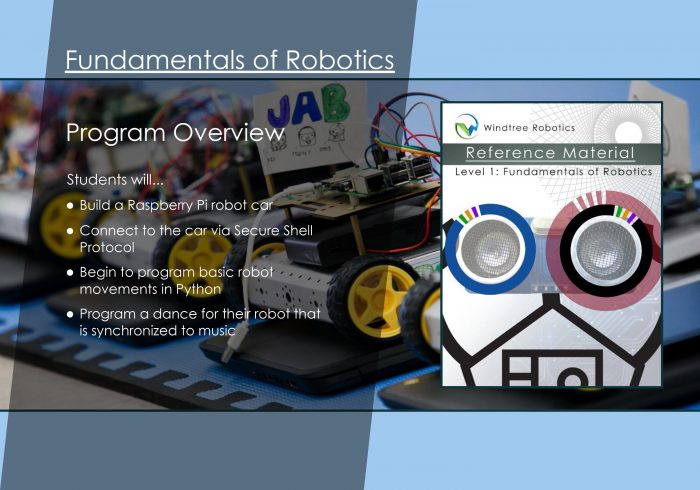 Fundamentals of Robotics
Program Overview
Students will...
• Build a Raspberry Pi robot car
• Connect to the car via Secure Shell
Protocol
• Begin to program basic robot
movements in Python
• Program a dance for their robot that
is synchronized to music
JAB
Windtree Robotics
Reference Material
Level 1: Fundamentals of Robotics